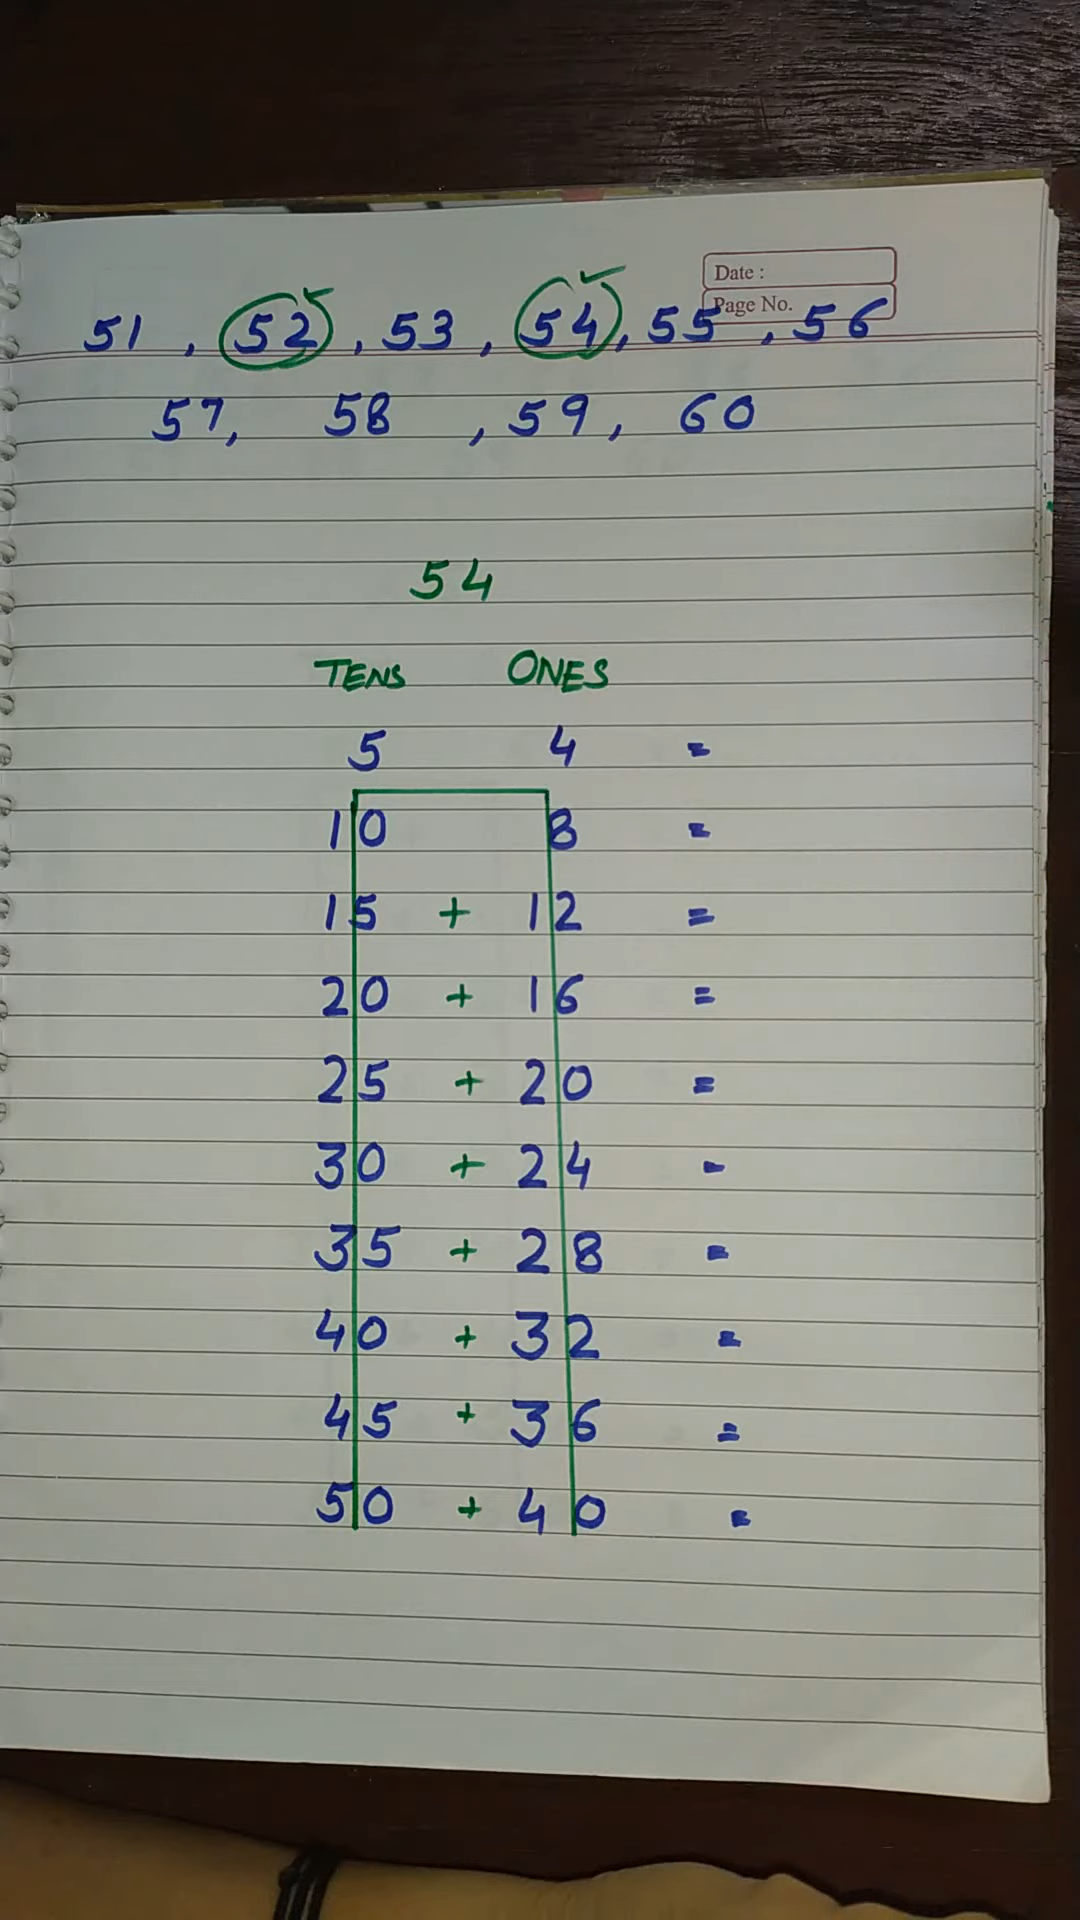 Date :
Page No.
51 , 52 , 53 , 54 , 55 , 56
57, 58 , 59 , 60
54
TENS ONES
5 4 =
10 8 =
15 + 12 =
20 + 16 =
25 + 20 =
30 + 24 =
35 + 28 =
40 + 32 =
45 + 36 =
50 + 40 =